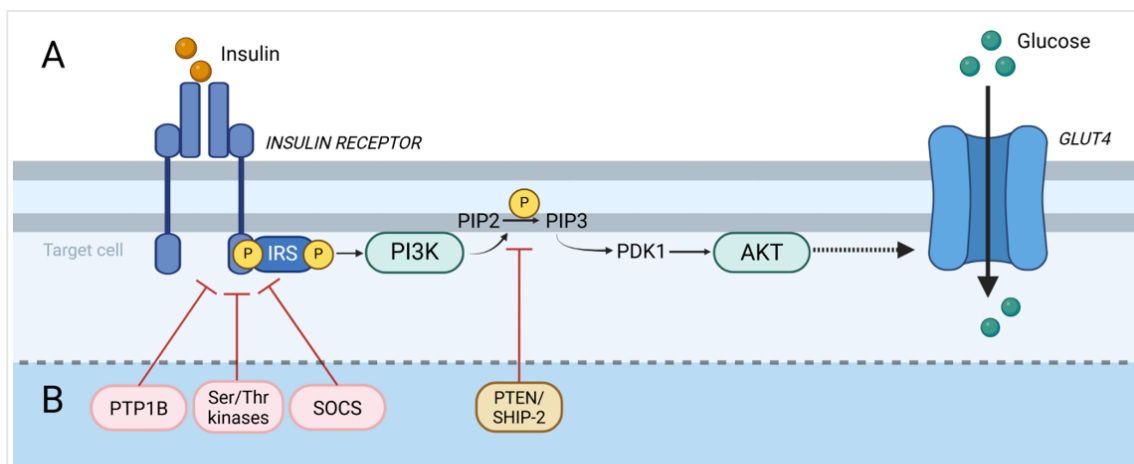 A
Insulin
Glucose
INSULIN RECEPTOR
GLUT4
P
PIP2
PIP3
Target cell
P
IRS
P
PI3K
PDK1
AKT
B
PTP1B
Ser/Thr
kinases
SOCS
PTEN/
SHIP-2